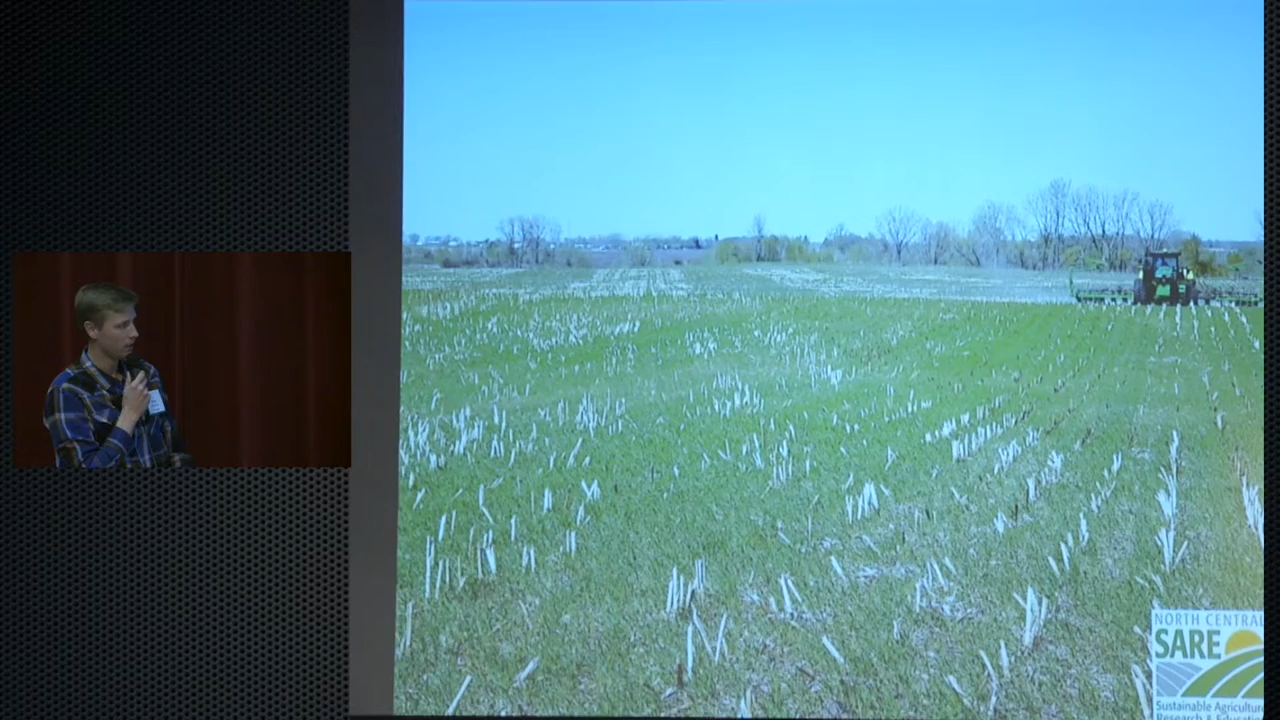 NORTH CENTRAL
SARE
Sustainable Agriculture
Research & Education